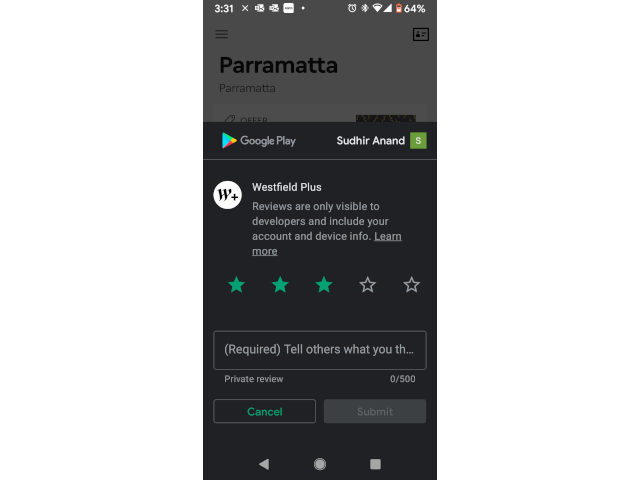 3:31 64%
Parramatta
Parramatta
OFFER
Google Play Sudhir Anand S
W+ Westfield Plus
Reviews are only visible to
developers and include your
account and device info. Learn
more
(Required) Tell others what you th…
Private review 0/500
Cancel Submit